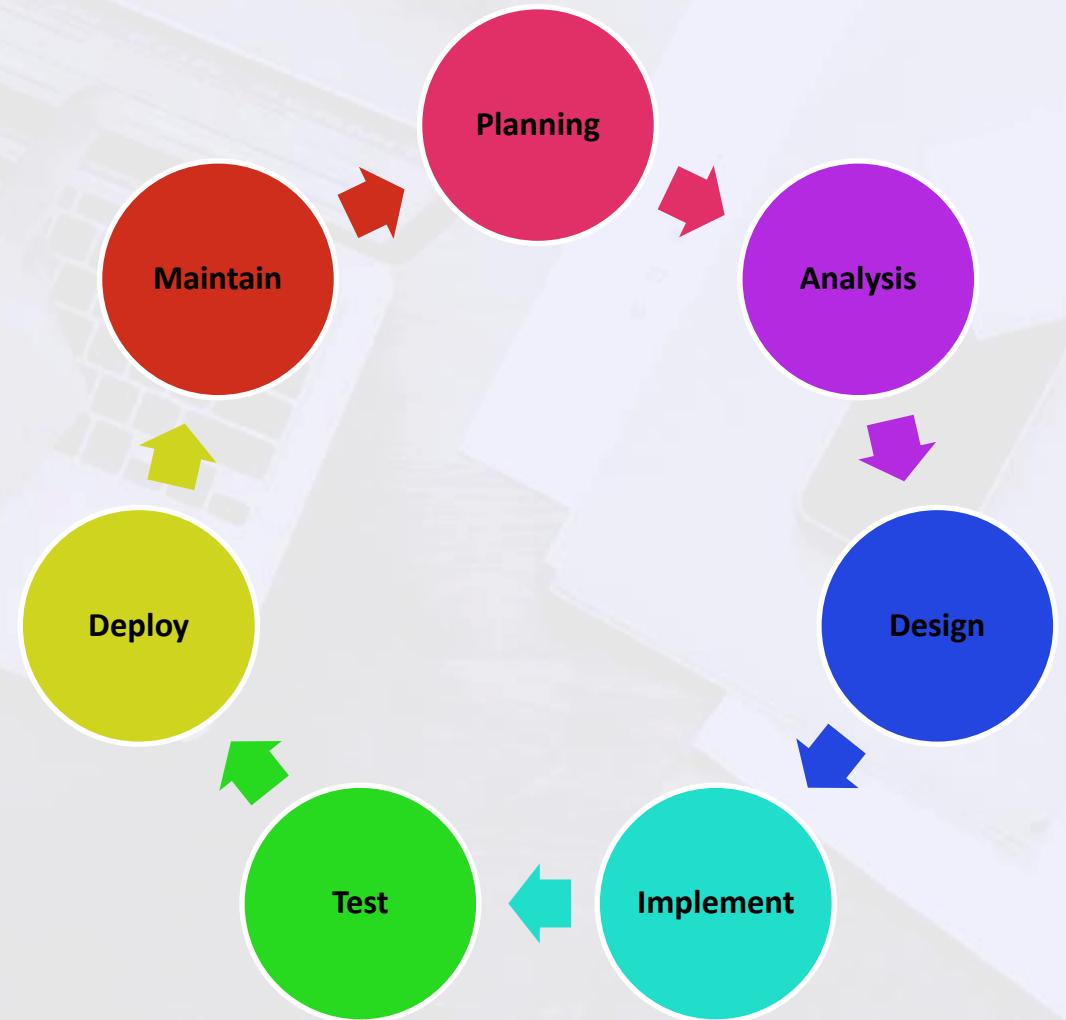 Planning
Analysis
Design
Implement
Test
Deploy
Maintain